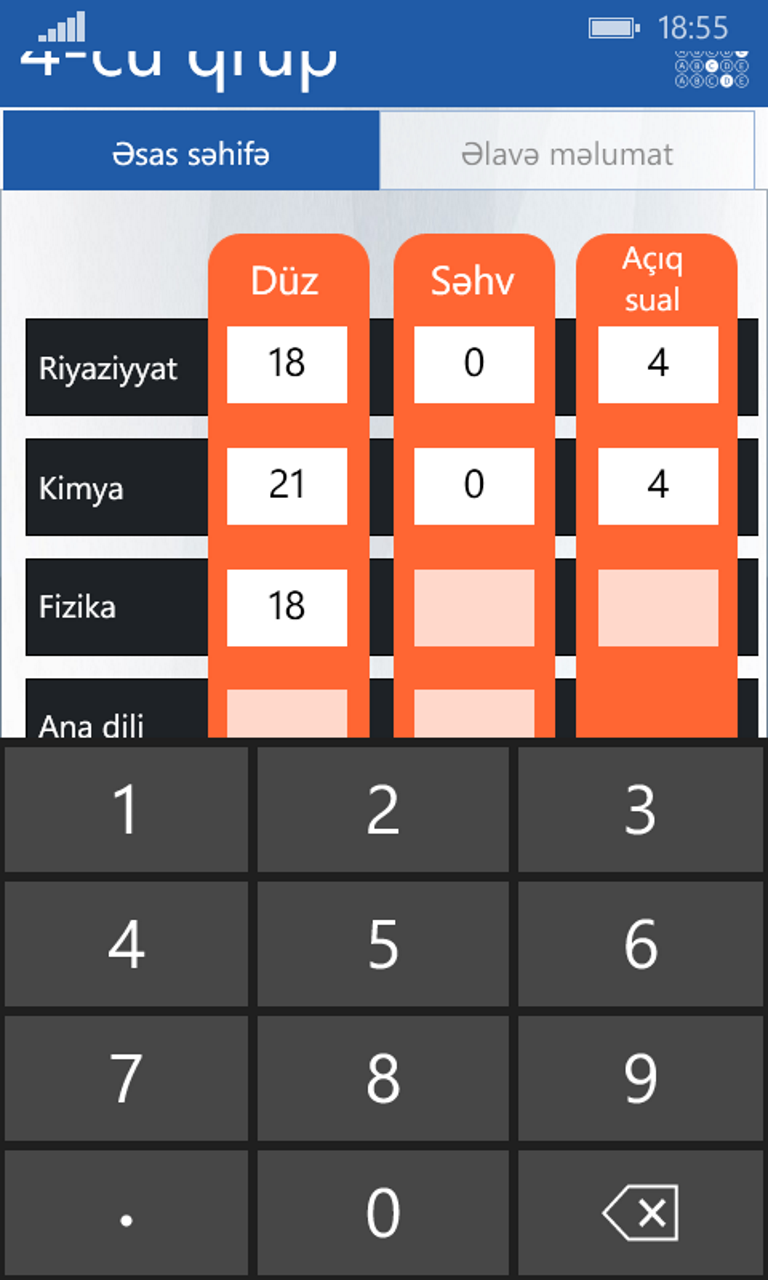 18:55
4-cü qrup
Əsas səhifə
Əlavə məlumat
Düz
Səhv
Açıq
sual
Riyaziyyat
18
0
4
Kimya
21
0
4
Fizika
18
Ana dili
1
2
3
4
5
6
7
8
9
.
0